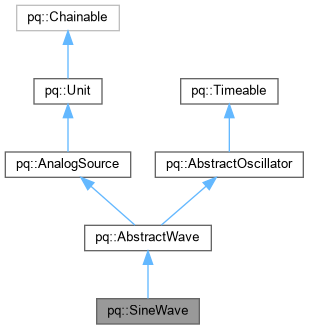 pq::Chainable
pq::Unit
pq::Timeable
pq::AnalogSource
pq::AbstractOscillator
pq::AbstractWave
pq::SineWave